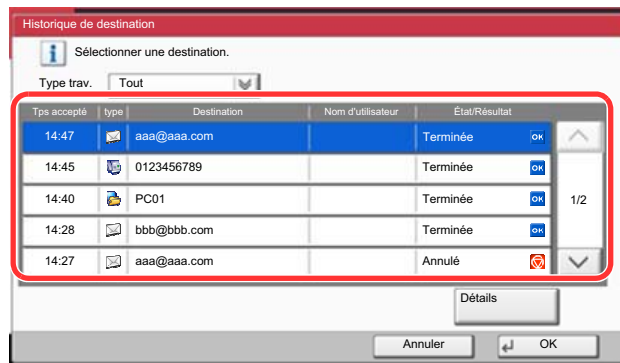 Historique de destination
Sélectionner une destination.
Type trav. Tout
Tps accepté type Destination Nom d'utilisateur État/Résultat
14:47 aaa@aaa.com Terminée OK
14:45 0123456789 Terminée OK
14:40 PC01 Terminée OK
14:28 bbb@bbb.com Terminée OK
14:27 aaa@aaa.com Annulé
1/2
Détails
Annuler OK